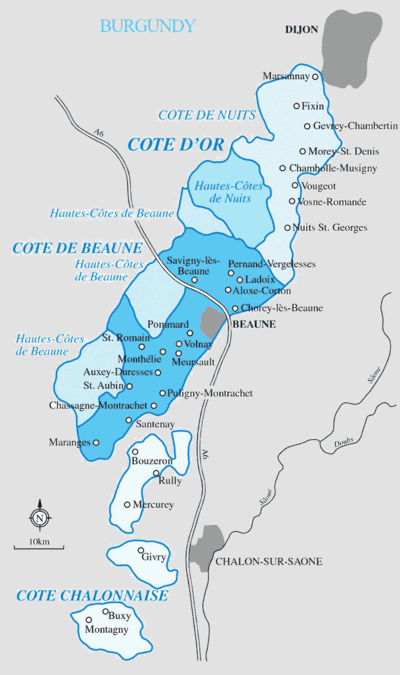 BURGUNDY
DIJON
Marsannay
Fixin
COTE DE NUITS
Gevrey-Chambertin
A6
COTE D'OR
Morey-St. Denis
Chambolle-Musigny
Hautes-Côtes
de Nuits
Vougeot
Vosne-Romanée
Hautes-Côtes de Beaune
Nuits St. Georges
COTE DE BEAUNE
Savigny-lès-
Beaune
Hautes-Côtes de
Beaune
Pernand-Vergelesses
Ladoix
Aloxe-Corton
Chorey-lès-Beaune
BEAUNE
Pommard
Hautes-Côtes
de Beaune
St. Romain
Volnay
Monthélie
Meursault
Auxey-Duresses
St. Aubin
Puligny-Montrachet
Chassagne-Montrachet
Santenay
Maranges
Doubs
A6
Bouzeron
Rully
Mercurey
N
10km
Givry
CHALON-SUR-SAONE
COTE CHALONNAISE
Buxy
Montagny